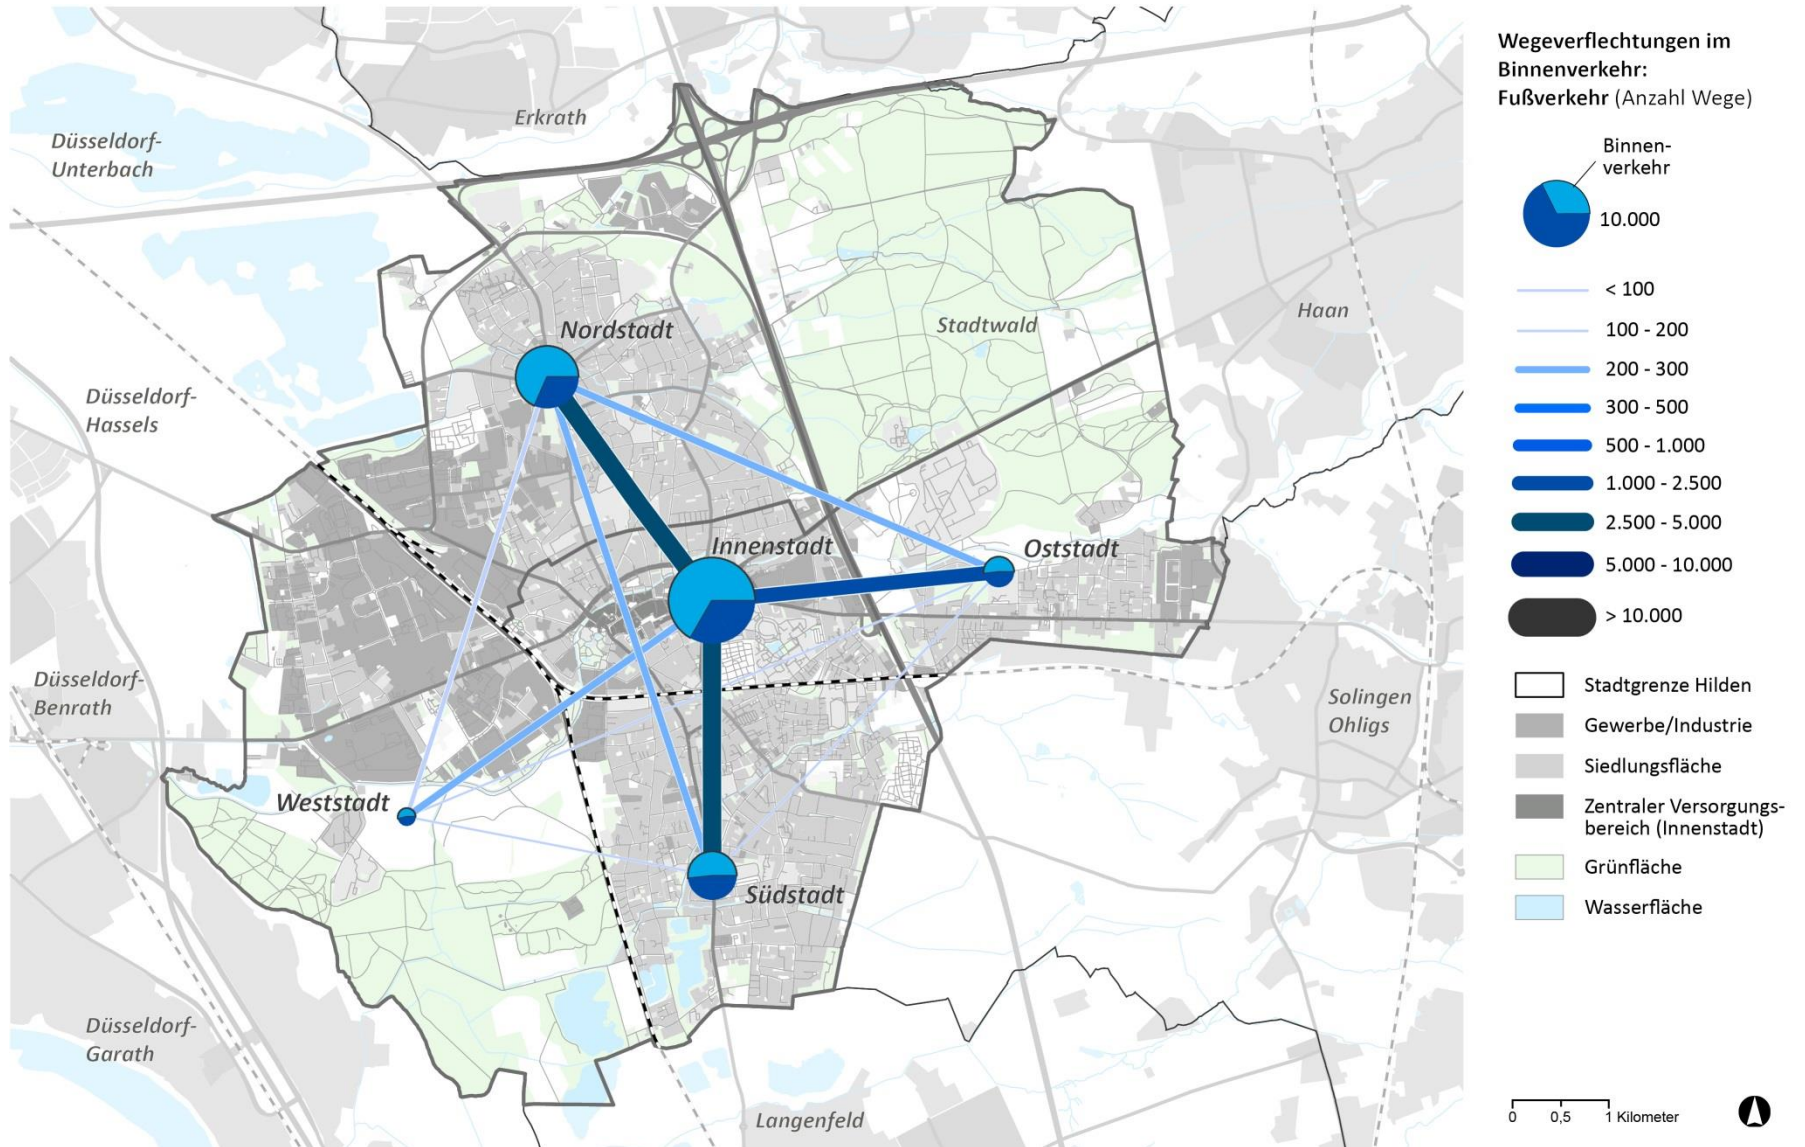 Wegeverflechtungen im
Binnenverkehr:
Fußverkehr (Anzahl Wege)
Binnen-
verkehr
10.000
< 100
100 - 200
200 - 300
300 - 500
500 - 1.000
1.000 - 2.500
2.500 - 5.000
5.000 - 10.000
> 10.000
Stadtgrenze Hilden
Gewerbe/Industrie
Siedlungsfläche
Zentraler Versorgungs-
bereich (Innenstadt)
Grünfläche
Wasserfläche
0 0,5 1 Kilometer
Erkrath
Düsseldorf-
Unterbach
Haan
Nordstadt
Stadtwald
Düsseldorf-
Hassels
Innenstadt
Oststadt
Düsseldorf-
Benrath
Solingen
Ohligs
Weststadt
Südstadt
Düsseldorf-
Garath
Langenfeld